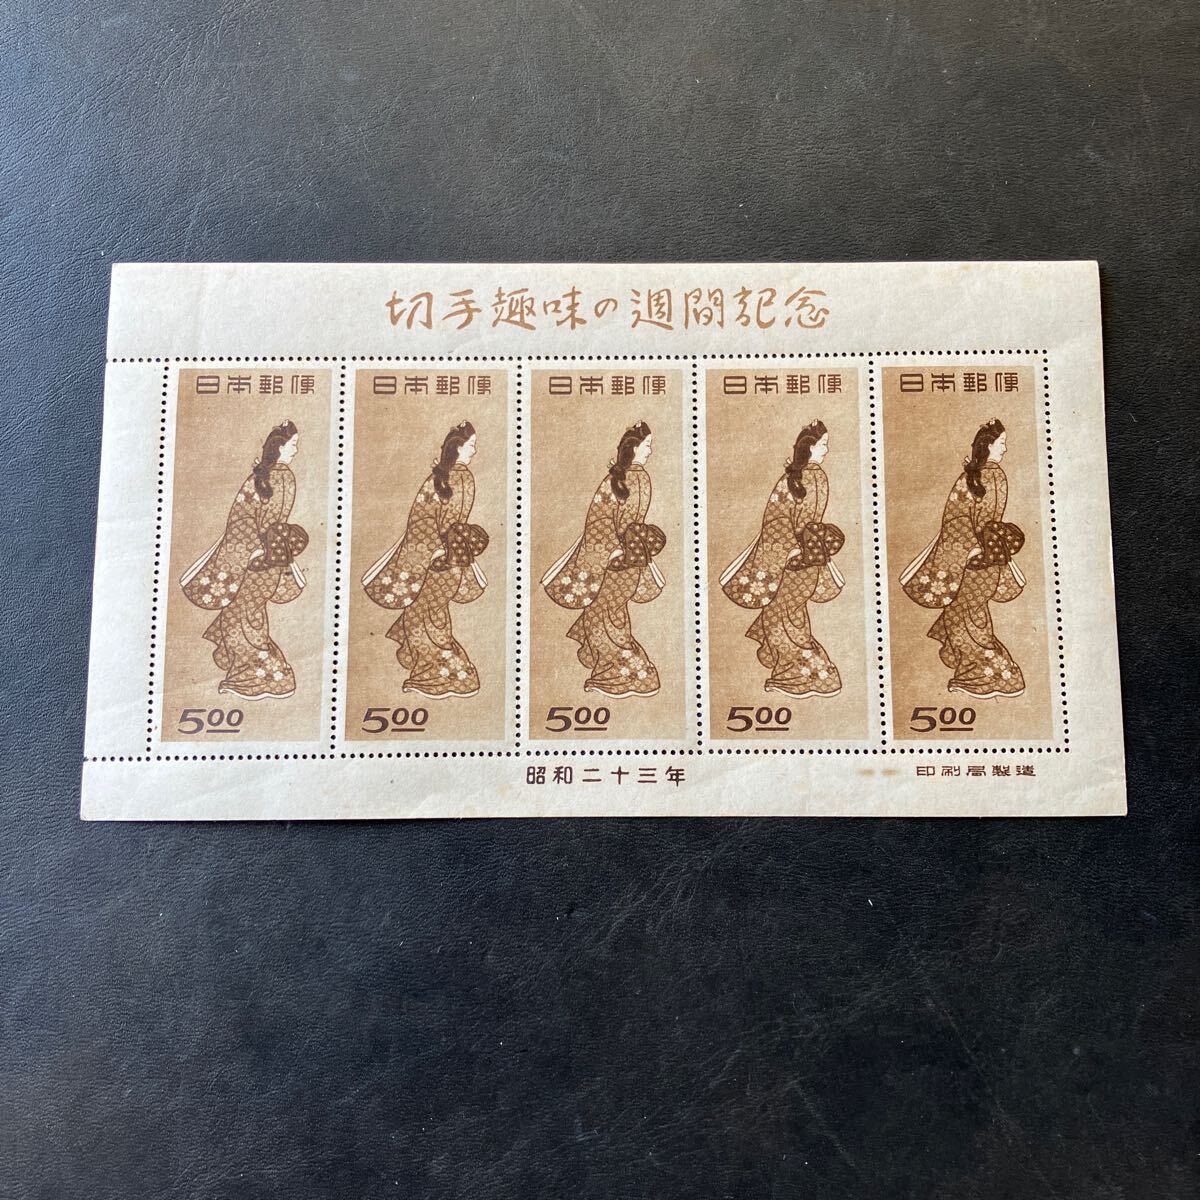 切手趣味の週間記念
日本郵便 日本郵便 日本郵便 日本郵便 日本郵便
5.00 5.00 5.00 5.00 5.00
昭和二十三年
印刷局製造